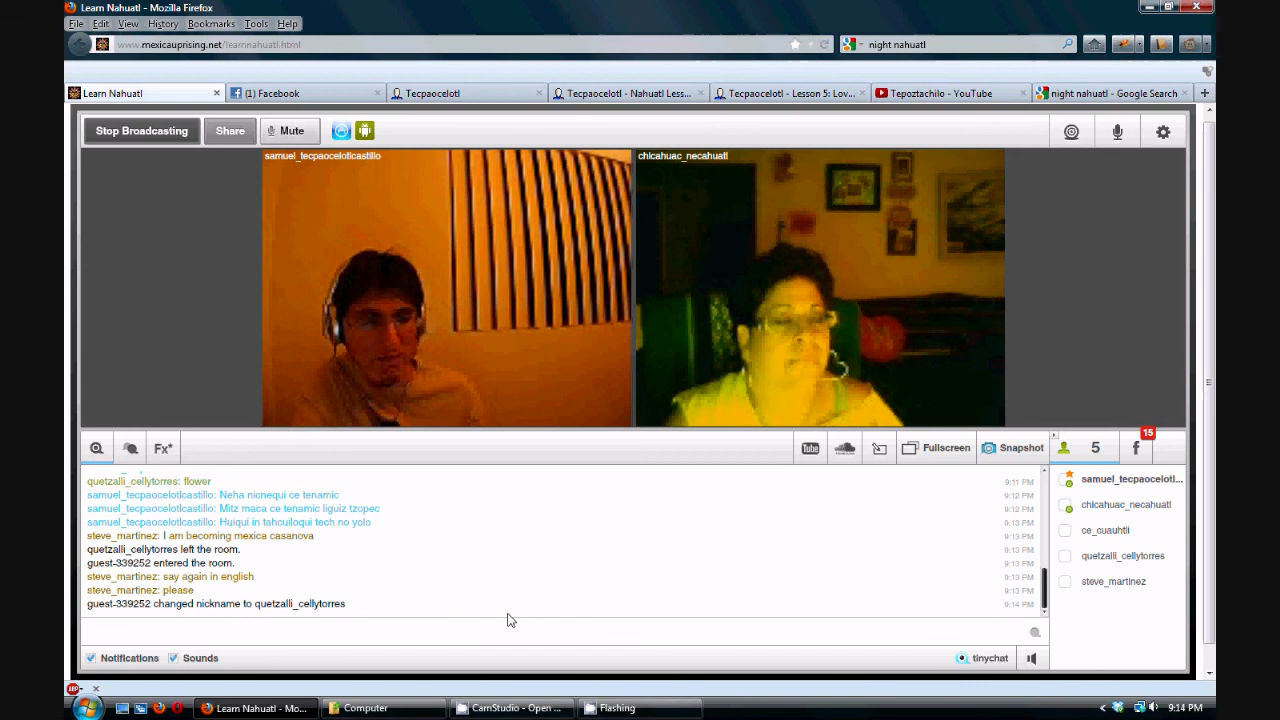 Learn Nahuatl - Mozilla Firefox
File Edit View History Bookmarks Tools Help
www.mexicauprising.net/learnnahuatl.html
night nahuatl
Learn Nahuatl
(1) Facebook
Tecpaocelotl
Tecpaocelotl - Nahuatl Less...
Tecpaocelotl - Lesson 5: Lov...
Tepoztachilo - YouTube
night nahuatl - Google Search
Stop Broadcasting
Share
Mute
samuel_tecpaoceloticastillo
chicahuac_necahuatl
Fx*
You Tube
Fullscreen
Snapshot
5
15
quetzalli_cellytorres: flower 9:11 PM
samuel_tecpaocelotlcastillo: Neha nicnequi ce tenamic 9:12 PM
samuel_tecpaocelotlcastillo: Mitz maca ce tenamic liguiz tzopec 9:12 PM
samuel_tecpaocelotlcastillo: Huiqui in tahcuiloqui tech no yolo 9:13 PM
steve_martinez: I am becoming mexica casanova 9:13 PM
quetzalli_cellytorres left the room. 9:13 PM
guest-339252 entered the room. 9:13 PM
steve_martinez: say again in english 9:13 PM
steve_martinez: please 9:13 PM
guest-339252 changed nickname to quetzalli_cellytorres 9:14 PM
samuel_tecpaocelotl...
chicahuac_necahuatl
ce_cuauhtli
quetzalli_cellytorres
steve_martinez
Notifications
Sounds
tinychat
Learn Nahuatl - Mo...
Computer
CamStudio - Open ...
Flashing
9:14 PM